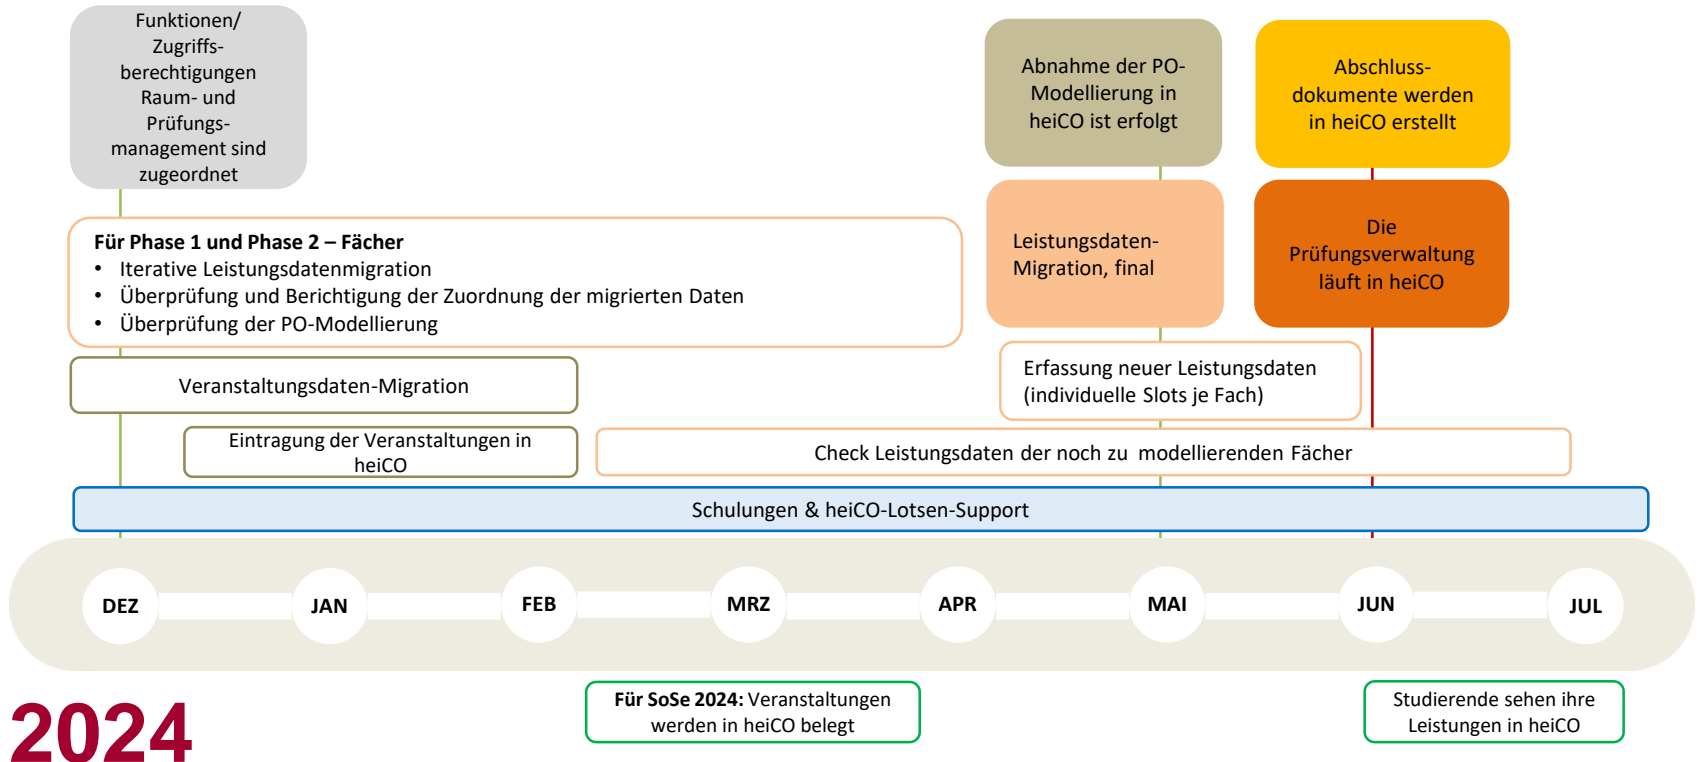 Funktionen/
Zugriffs-
berechtigungen
Raum- und
Prüfungs-
management sind
zugeordnet
Abnahme der PO-
Modellierung in
heiCO ist erfolgt
Abschluss-
dokumente werden
in heiCO erstellt
Für Phase 1 und Phase 2 – Fächer
• Iterative Leistungsdatenmigration
• Überprüfung und Berichtigung der Zuordnung der migrierten Daten
• Überprüfung der PO-Modellierung
Leistungsdaten-
Migration, final
Die
Prüfungsverwaltung
läuft in heiCO
Veranstaltungsdaten-Migration
Erfassung neuer Leistungsdaten
(individuelle Slots je Fach)
Eintragung der Veranstaltungen in
heiCO
Check Leistungsdaten der noch zu modellierenden Fächer
Schulungen & heiCO-Lotsen-Support
DEZ
JAN
FEB
MRZ
APR
MAI
JUN
JUL
Für SoSe 2024: Veranstaltungen
werden in heiCO belegt
Studierende sehen ihre
Leistungen in heiCO
2024